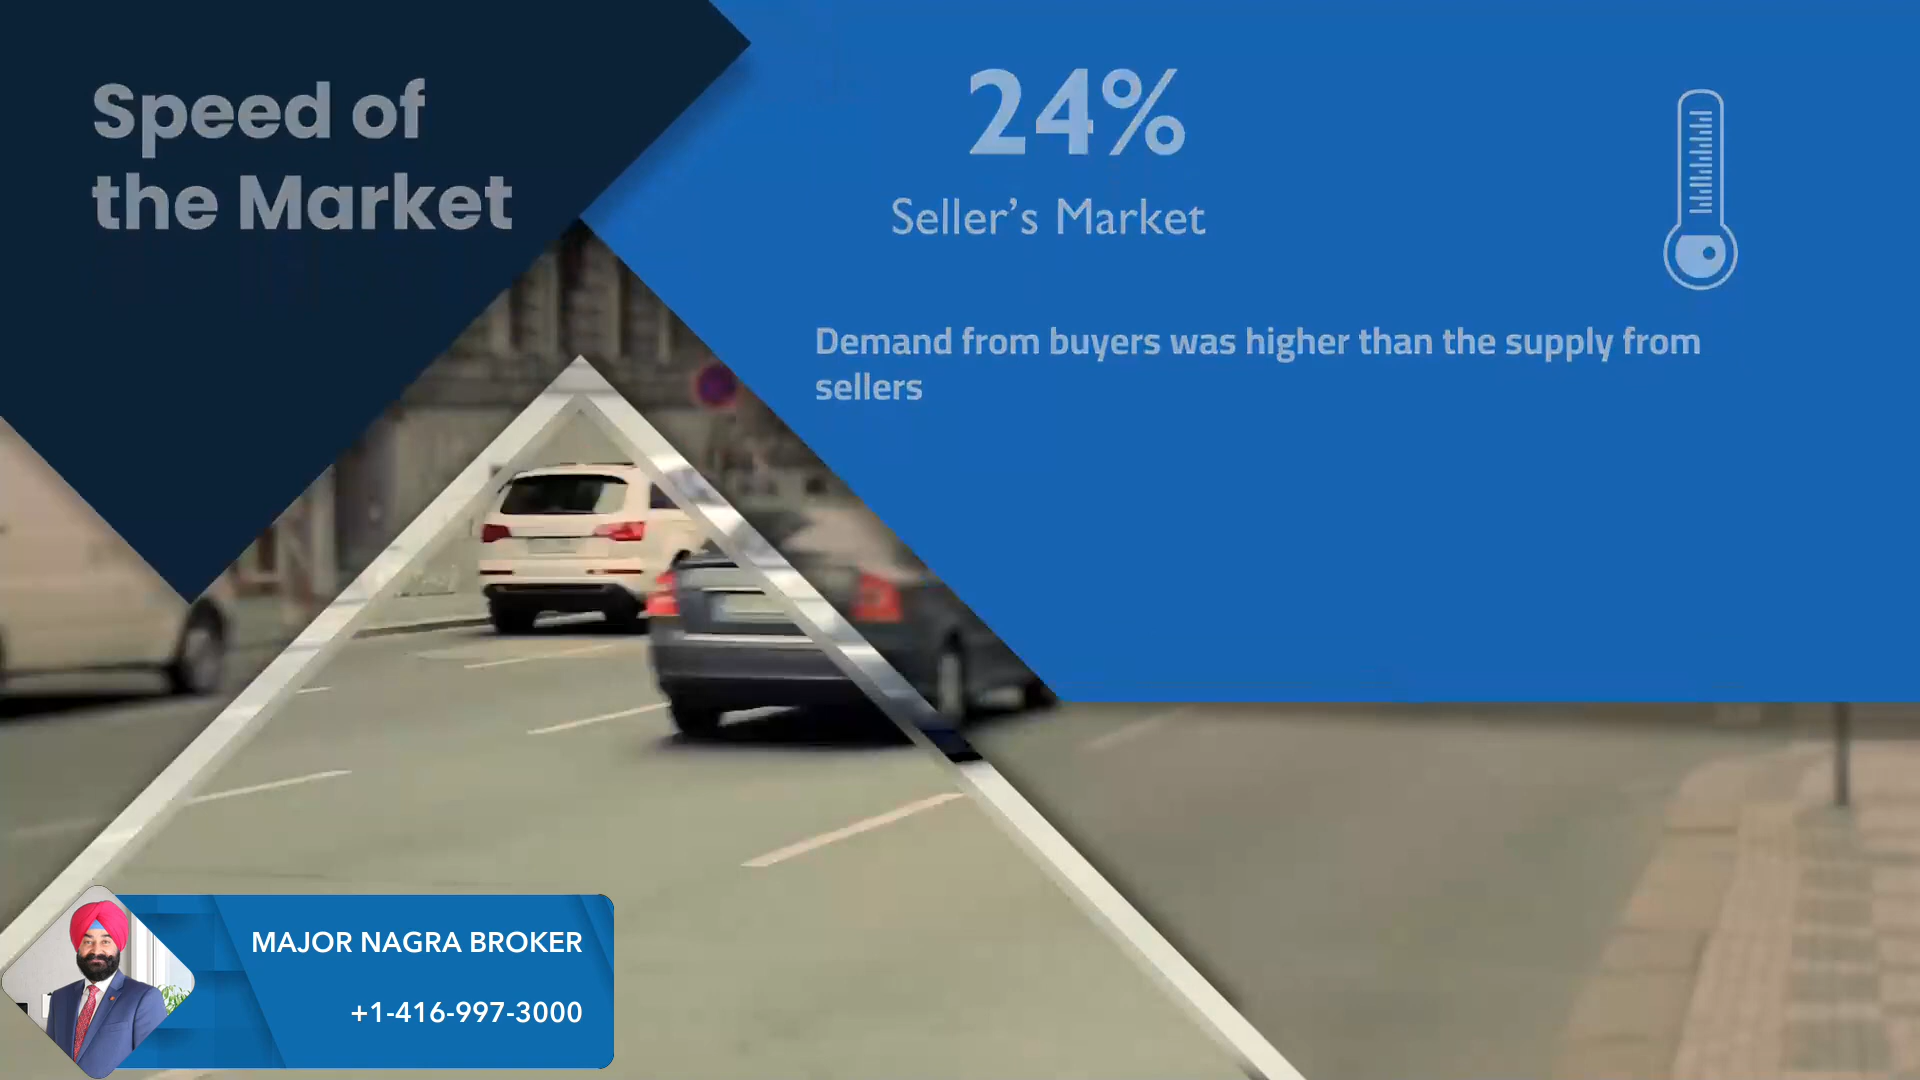 Speed of
the Market
24%
Seller’s Market
Demand from buyers was higher than the supply from
sellers
MAJOR NAGRA BROKER
+1-416-997-3000